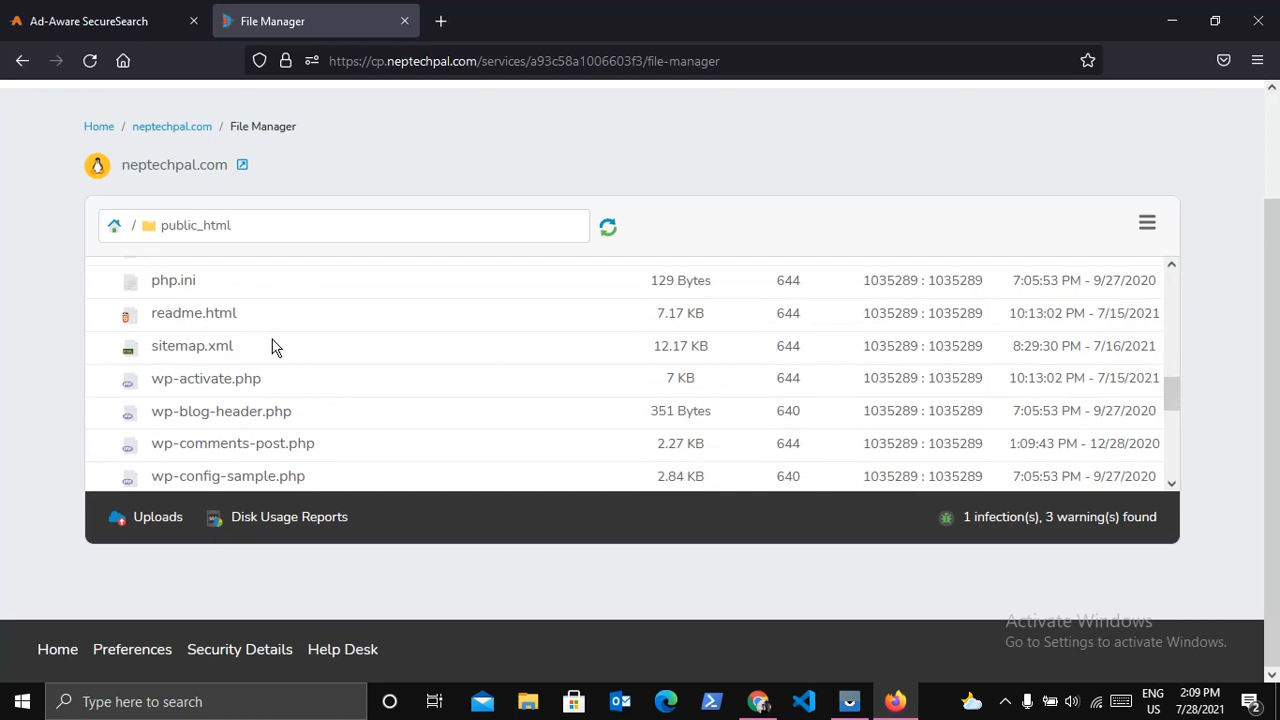 Ad-Aware SecureSearch
File Manager
https://cp.neptechpal.com/services/a93c58a1006603f3/file-manager
Home / neptechpal.com / File Manager
neptechpal.com
/ public_html
php.ini 129 Bytes 644 1035289 : 1035289 7:05:53 PM - 9/27/2020
readme.html 7.17 KB 644 1035289 : 1035289 10:13:02 PM - 7/15/2021
sitemap.xml 12.17 KB 644 1035289 : 1035289 8:29:30 PM - 7/16/2021
wp-activate.php 7 KB 644 1035289 : 1035289 10:13:02 PM - 7/15/2021
wp-blog-header.php 351 Bytes 640 1035289 : 1035289 7:05:53 PM - 9/27/2020
wp-comments-post.php 2.27 KB 644 1035289 : 1035289 1:09:43 PM - 12/28/2020
wp-config-sample.php 2.84 KB 640 1035289 : 1035289 7:05:53 PM - 9/27/2020
Uploads Disk Usage Reports 1 infection(s), 3 warning(s) found
Activate Windows
Go to Settings to activate Windows.
Home Preferences Security Details Help Desk
Type here to search
ENG
US
2:09 PM
7/28/2021
2